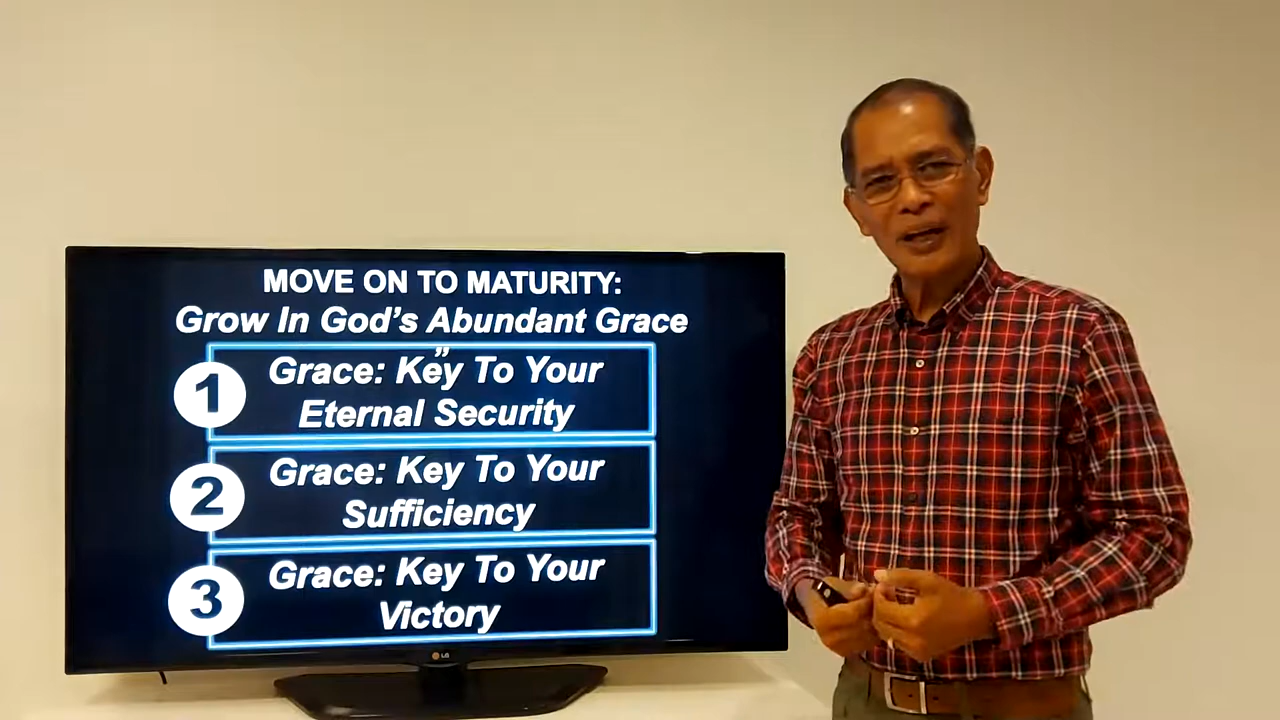 MOVE ON TO MATURITY:
Grow In God's Abundant Grace
”
1
Grace: Key To Your
Eternal Security
2
Grace: Key To Your
Sufficiency
3
Grace: Key To Your
Victory
LG